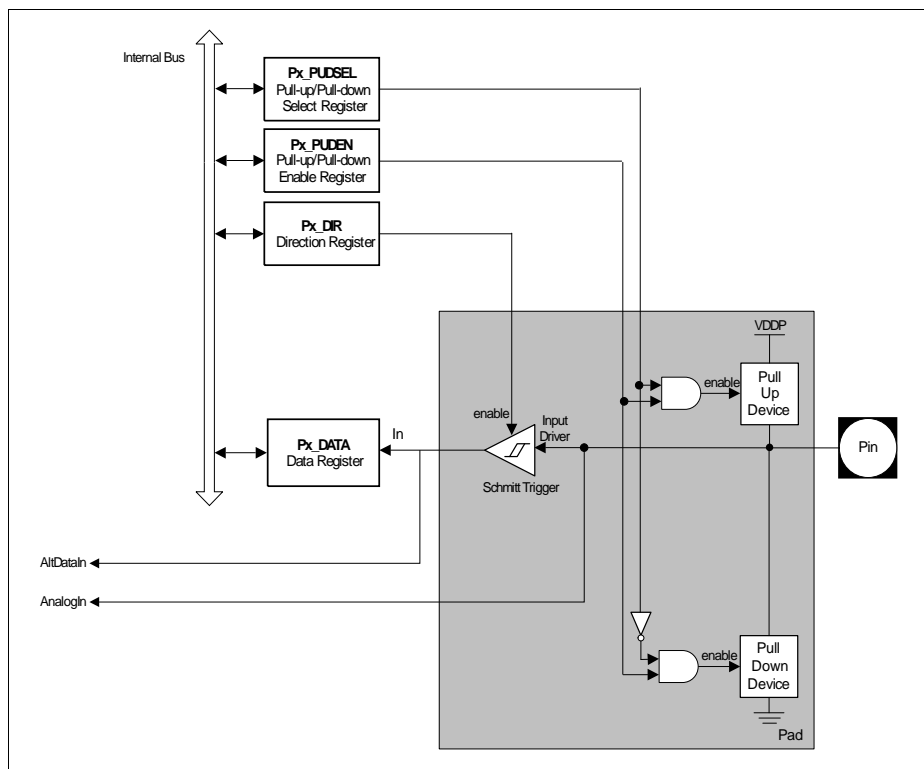 Internal Bus
Px_PUDSEL
Pull-up/Pull-down
Select Register
Px_PUDEN
Pull-up/Pull-down
Enable Register
Px_DIR
Direction Register
VDDP
Pull
Up
Device
enable
enable
Input
Driver
In
Px_DATA
Data Register
Schmitt Trigger
Pin
AltDataIn
AnalogIn
enable
Pull
Down
Device
Pad